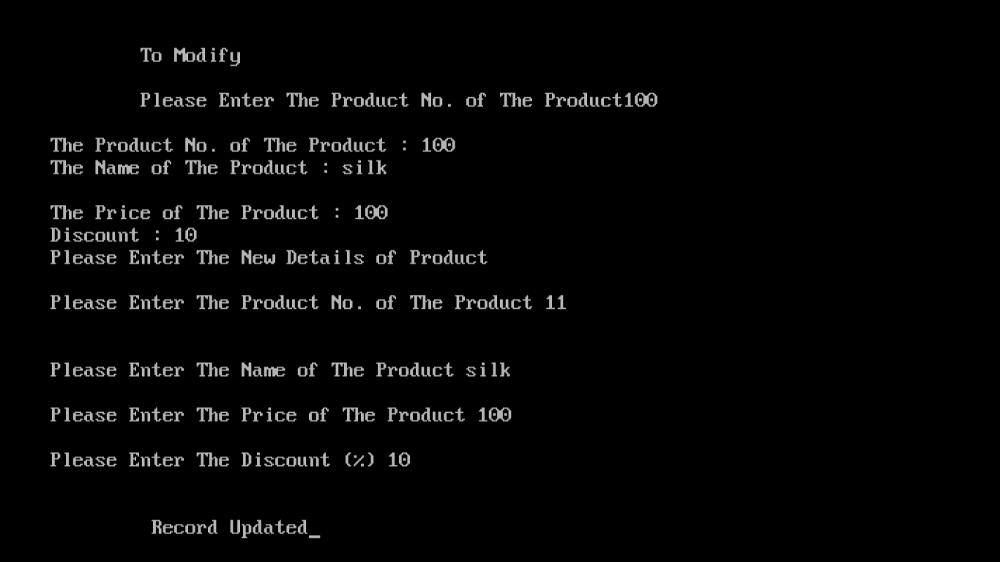 To Modify
Please Enter The Product No. of The Product100
The Product No. of The Product : 100
The Name of The Product : silk
The Price of The Product : 100
Discount : 10
Please Enter The New Details of Product
Please Enter The Product No. of The Product 11
Please Enter The Name of The Product silk
Please Enter The Price of The Product 100
Please Enter The Discount (%) 10
Record Updated_